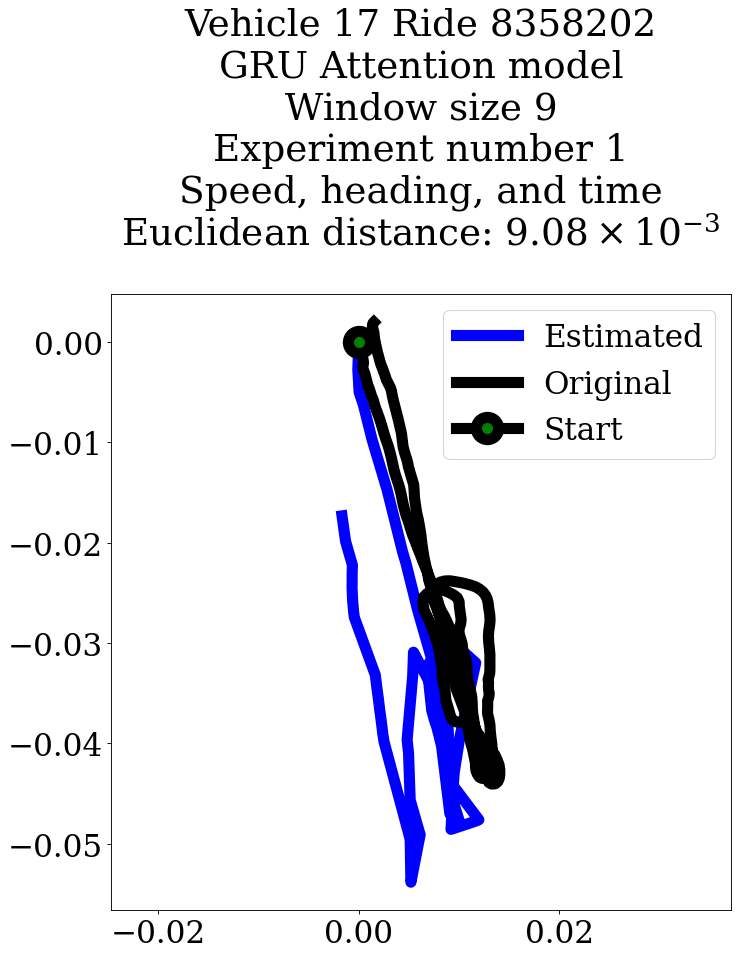 Vehicle 17 Ride 8358202
GRU Attention model
Window size 9
Experiment number 1
Speed, heading, and time
Euclidean distance: 9.08 × 10⁻³
Estimated
Original
Start
0.00
−0.01
−0.02
−0.03
−0.04
−0.05
−0.02 0.00 0.02